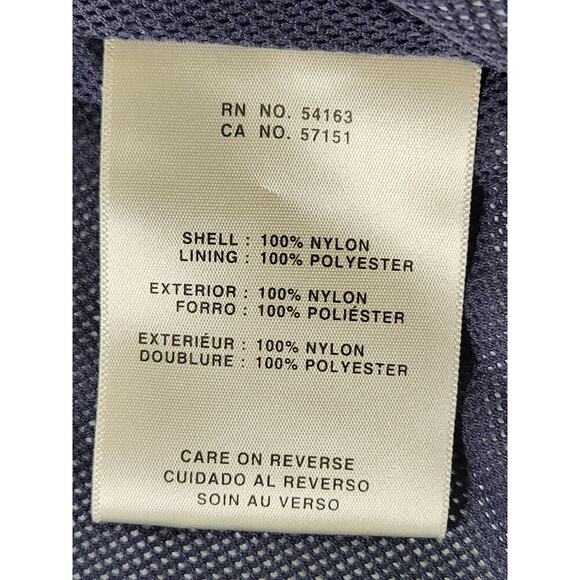 RN NO. 54163
CA NO. 57151
SHELL : 100% NYLON
LINING : 100% POLYESTER
EXTERIOR : 100% NYLON
FORRO : 100% POLIÉSTER
EXTERIÉUR : 100% NYLON
DOUBLURE : 100% POLYESTER
CARE ON REVERSE
CUIDADO AL REVERSO
SOIN AU VERSO